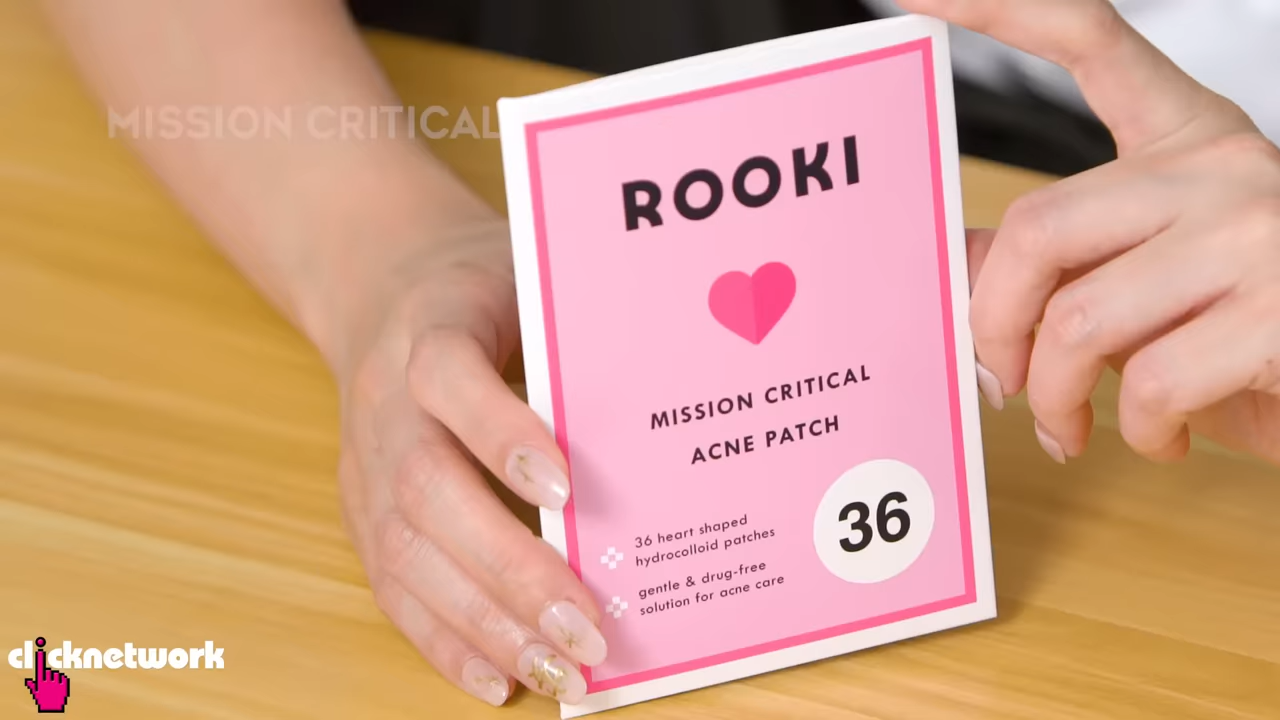 MISSION CRITICAL
ROOKI
MISSION CRITICAL
ACNE PATCH
36 heart shaped
hydrocolloid patches
gentle & drug-free
solution for acne care
36
clicknetwork